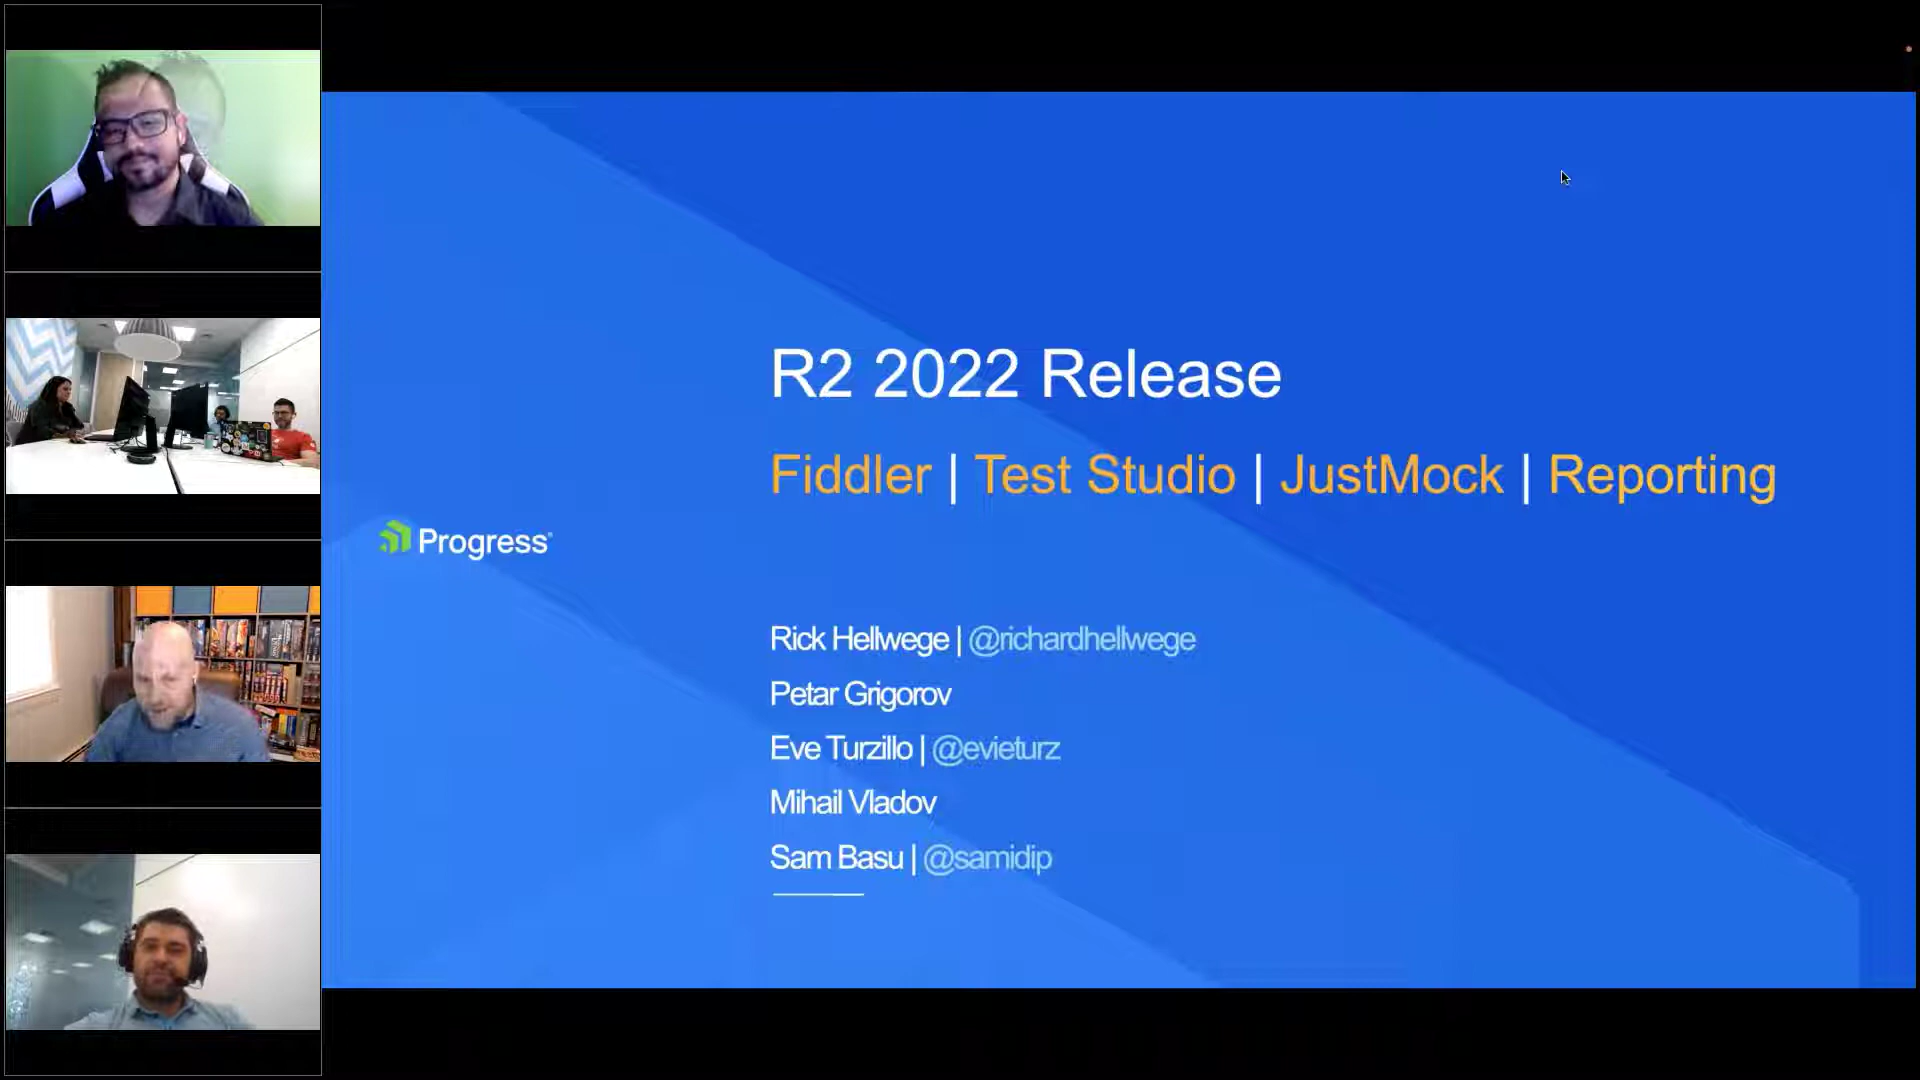 R2 2022 Release
Fiddler | Test Studio | JustMock | Reporting
Progress
Rick Hellwege | @richardhellwege
Petar Grigorov
Eve Turzillo | @evieturz
Mihail Vladov
Sam Basu | @samidip